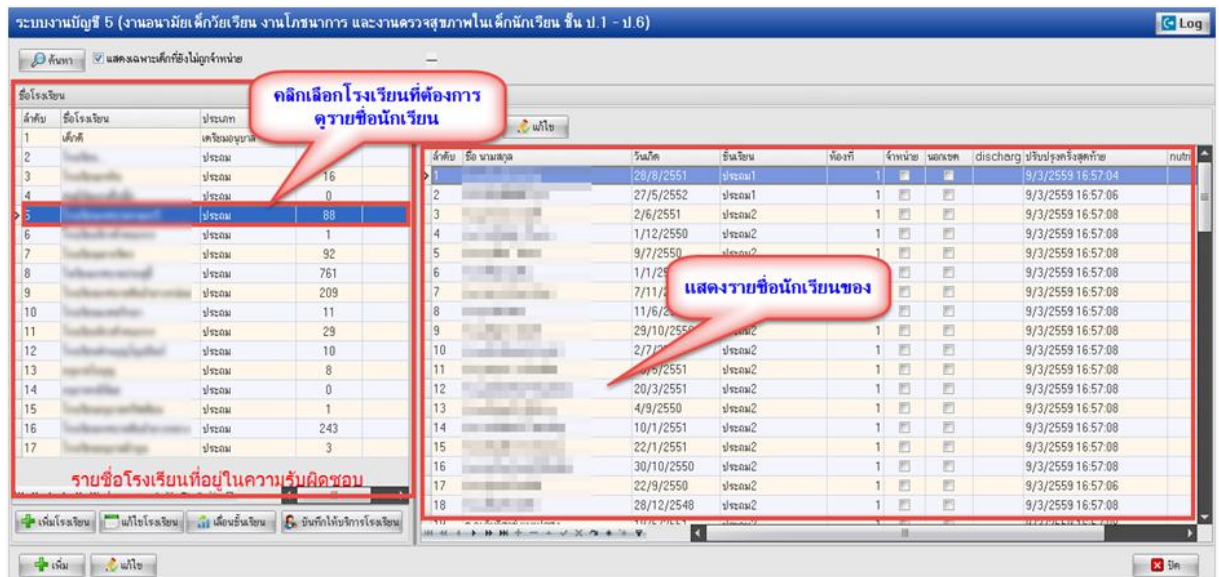 ระบบงานบัญชี 5 (งานอนามัยเด็กวัยเรียน งานโภชนาการ และงานตรวจสุขภาพในเด็กนักเรียน ชั้น ป.1 - ป.6)
Log
ค้นหา แสดงเฉพาะเด็กที่ยังไม่ถูกจำหน่าย
ชื่อโรงเรียน
คลิกเลือกโรงเรียนที่ต้องการ
ดูรายชื่อนักเรียน
แก้ไข
ลำดับ ชื่อโรงเรียน ประเภท
1 เด็กดี เตรียมอนุบาล
2 ประถม
3 ประถม 16
4 ประถม 0
5 ประถม 88
6 ประถม 1
7 ประถม 92
8 ประถม 761
9 ประถม 209
10 ประถม 11
11 ประถม 29
12 ประถม 10
13 ประถม 8
14 ประถม 0
15 ประถม 1
16 ประถม 243
17 ประถม 3
รายชื่อโรงเรียนที่อยู่ในความรับผิดชอบ
เพิ่มโรงเรียน แก้ไขโรงเรียน เลื่อนชั้นเรียน บันทึกให้บริการโรงเรียน
ลำดับ ชื่อ นามสกุล วันเกิด ชั้นเรียน ห้องที่ จำหน่าย นอกเขต discharg ปรับปรุงครั้งสุดท้าย nutri
1 28/8/2551 ประถม1 1 9/3/2559 16:57:04
2 27/5/2552 ประถม1 1 9/3/2559 16:57:06
3 2/6/2551 ประถม2 1 9/3/2559 16:57:08
4 1/12/2550 ประถม2 1 9/3/2559 16:57:08
5 9/7/2550 ประถม2 1 9/3/2559 16:57:08
6 1 9/3/2559 16:57:08
7 1 9/3/2559 16:57:08
8 1 9/3/2559 16:57:08
แสดงรายชื่อนักเรียนของ
9 ประถม2 1 9/3/2559 16:57:08
10 ประถม2 1 9/3/2559 16:57:08
11 ประถม2 1 9/3/2559 16:57:08
12 20/3/2551 ประถม2 1 9/3/2559 16:57:08
13 4/9/2550 ประถม2 1 9/3/2559 16:57:08
14 10/1/2551 ประถม2 1 9/3/2559 16:57:08
15 22/1/2551 ประถม2 1 9/3/2559 16:57:08
16 30/10/2550 ประถม2 1 9/3/2559 16:57:08
17 22/9/2550 ประถม2 1 9/3/2559 16:57:08
18 28/12/2548 ประถม2 1 9/3/2559 16:57:08
เพิ่ม แก้ไข ปิด